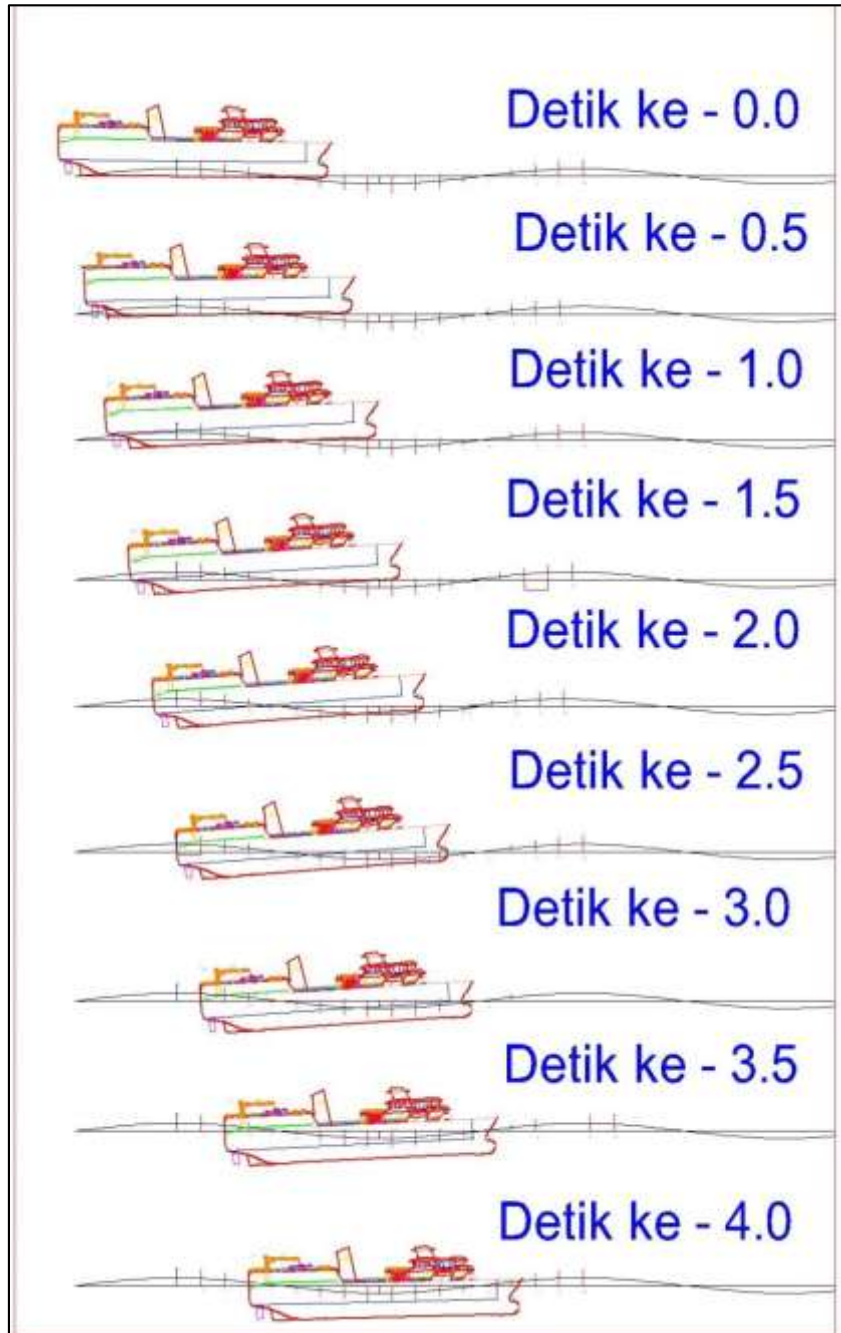 Detik ke - 0.0
Detik ke - 0.5
Detik ke - 1.0
Detik ke - 1.5
Detik ke - 2.0
Detik ke - 2.5
Detik ke - 3.0
Detik ke - 3.5
Detik ke - 4.0